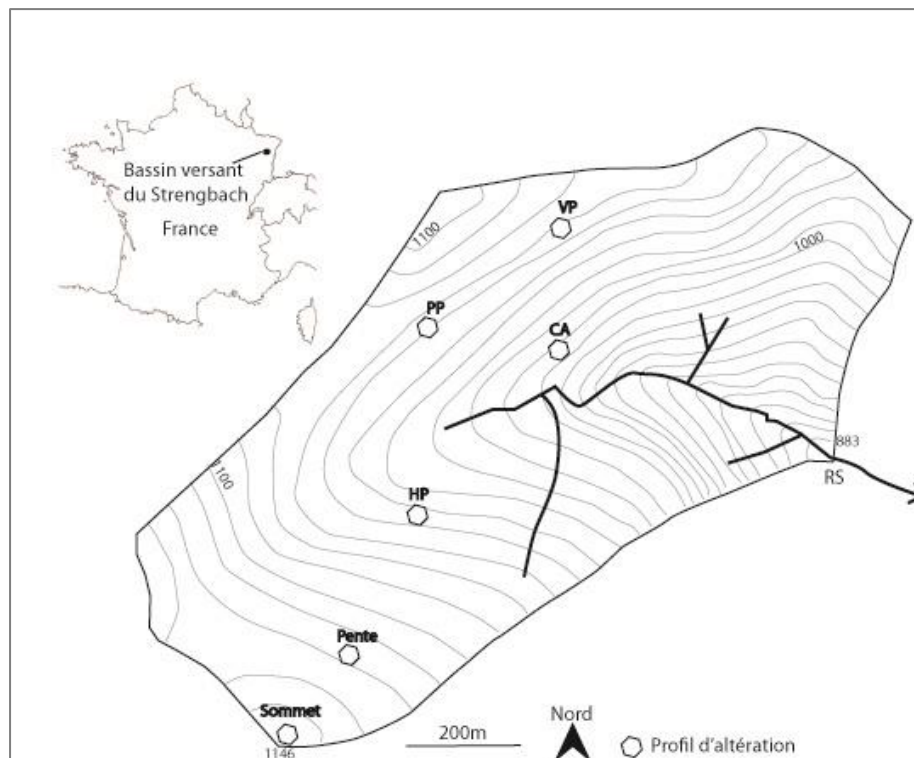 Bassin versant
du Strengbach
France
VP
1100
1000
PP
CA
883
RS
1100
HP
Pente
Sommet
1146
200m
Nord
Profil d'altération